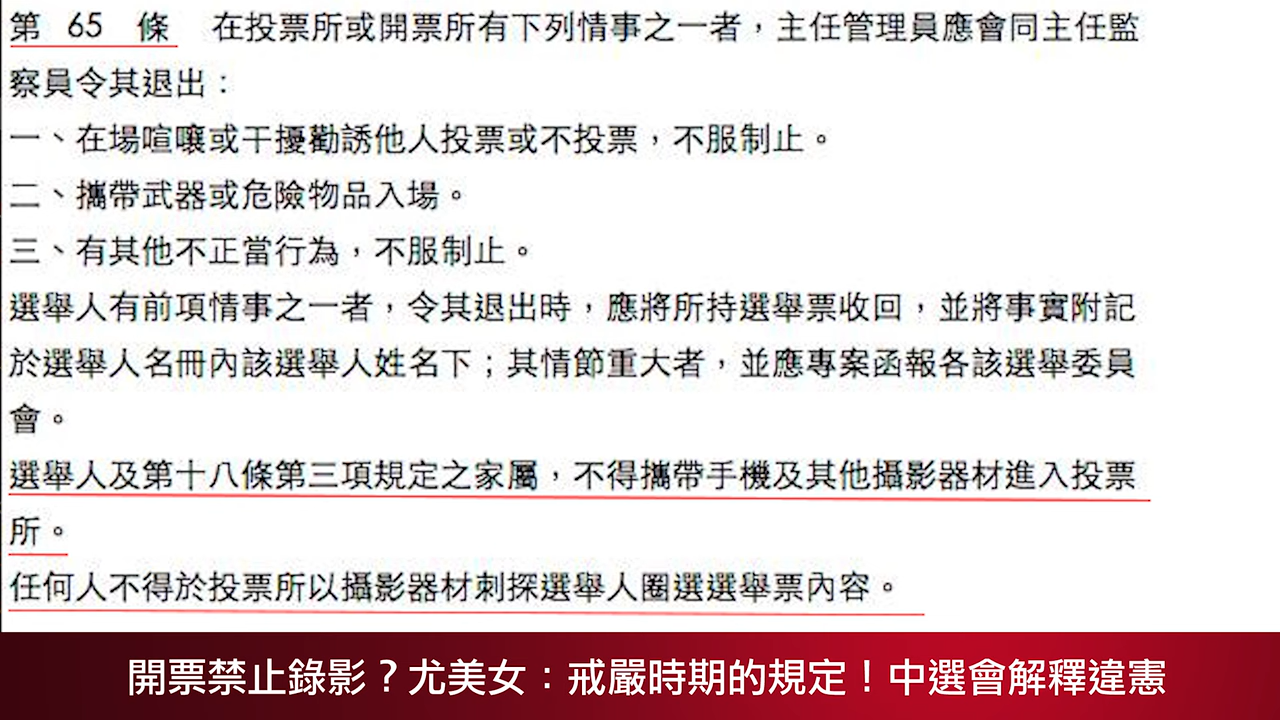 第 65 條 在投票所或開票所有下列情事之一者，主任管理員應會同主任監
察員令其退出：
一、在場喧嚷或干擾勸誘他人投票或不投票，不服制止。
二、攜帶武器或危險物品入場。
三、有其他不正當行為，不服制止。
選舉人有前項情事之一者，令其退出時，應將所持選舉票收回，並將事實附記
於選舉人名冊內該選舉人姓名下；其情節重大者，並應專案函報各該選舉委員
會。
選舉人及第十八條第三項規定之家屬，不得攜帶手機及其他攝影器材進入投票
所。
任何人不得於投票所以攝影器材刺探選舉人圈選選舉票內容。
開票禁止錄影？尤美女：戒嚴時期的規定！中選會解釋違憲